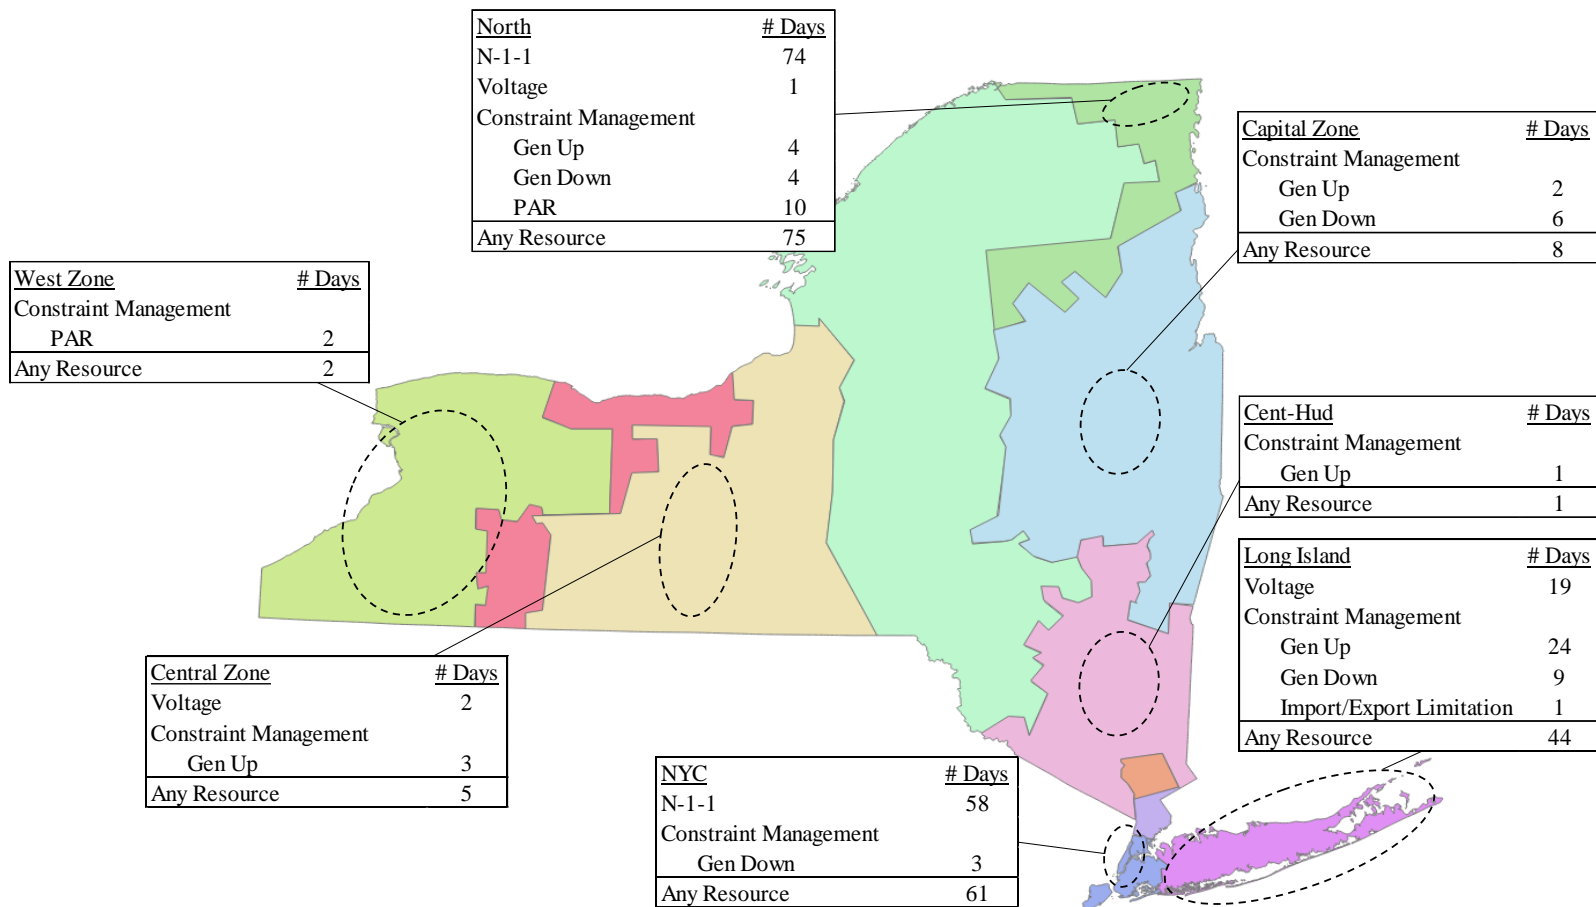 North # Days
N-1-1 74
Voltage 1
Constraint Management
Gen Up 4
Gen Down 4
PAR 10
Any Resource 75
Capital Zone # Days
Constraint Management
Gen Up 2
Gen Down 6
Any Resource 8
West Zone # Days
Constraint Management
PAR 2
Any Resource 2
Cent-Hud # Days
Constraint Management
Gen Up 1
Any Resource 1
Long Island # Days
Voltage 19
Constraint Management
Gen Up 24
Gen Down 9
Import/Export Limitation 1
Any Resource 44
Central Zone # Days
Voltage 2
Constraint Management
Gen Up 3
Any Resource 5
NYC # Days
N-1-1 58
Constraint Management
Gen Down 3
Any Resource 61